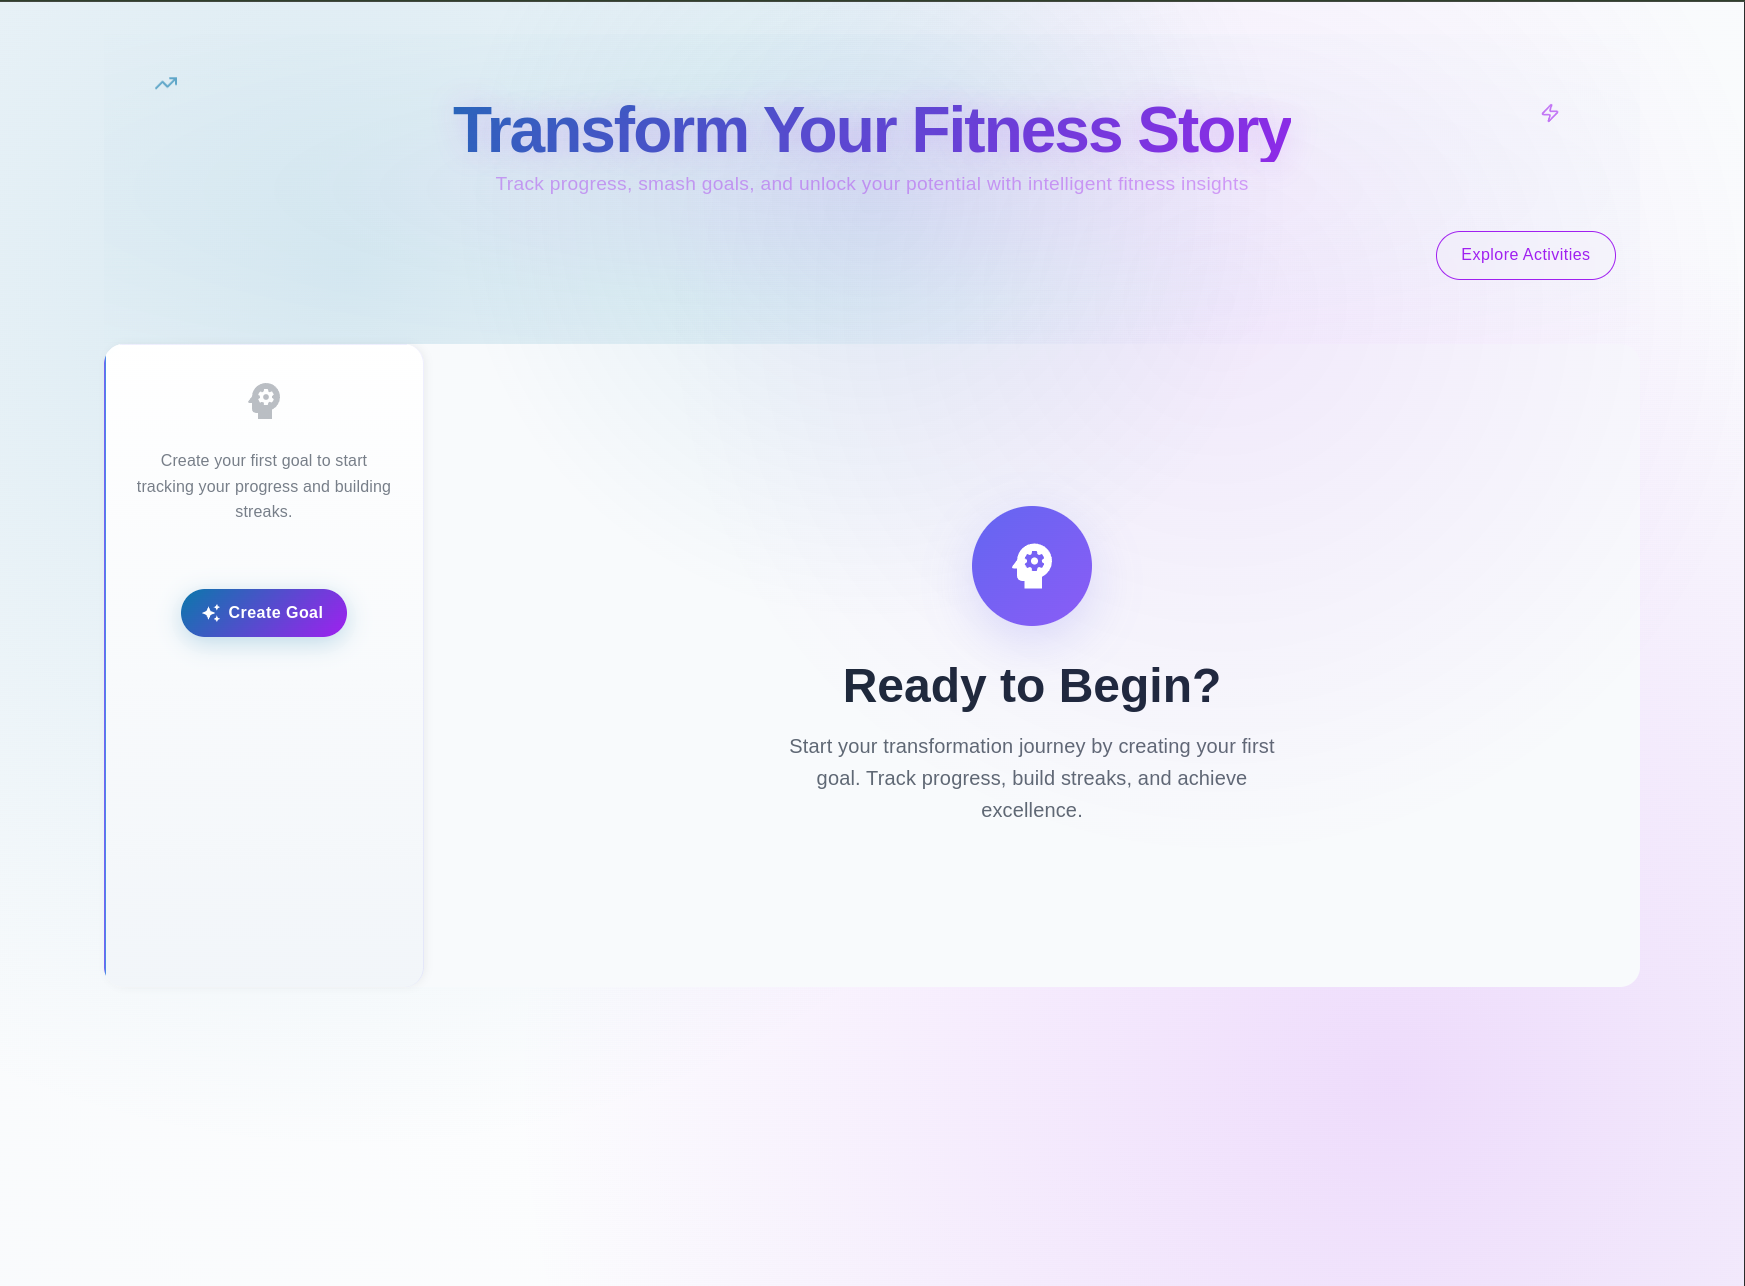 Transform Your Fitness Story
Track progress, smash goals, and unlock your potential with intelligent fitness insights
Explore Activities
Create your first goal to start
tracking your progress and building
streaks.
Create Goal
Ready to Begin?
Start your transformation journey by creating your first
goal. Track progress, build streaks, and achieve
excellence.